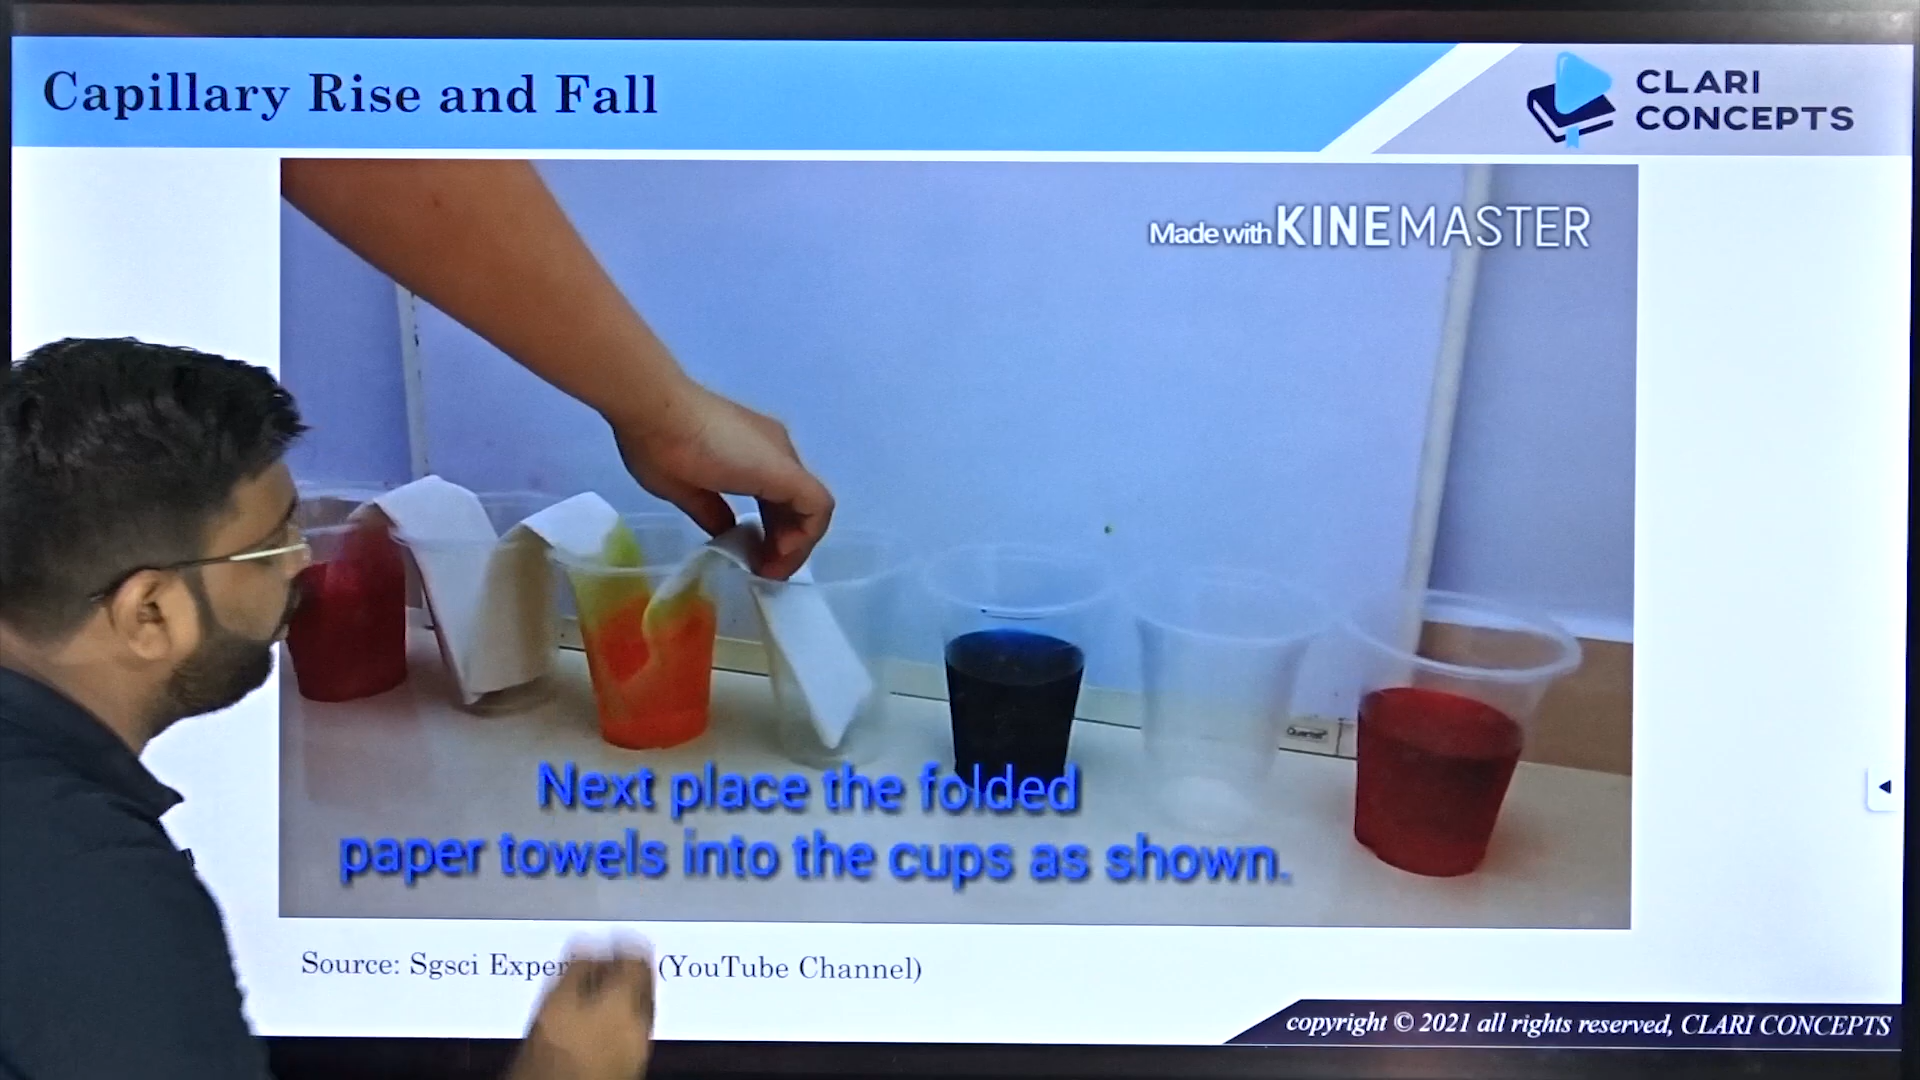 Capillary Rise and Fall
CLARI
CONCEPTS
Made with KINEMASTER
Quartet
Next place the folded
paper towels into the cups as shown.
Source: Sgsci (YouTube Channel)
copyright © 2021 all rights reserved, CLARI CONCEPTS